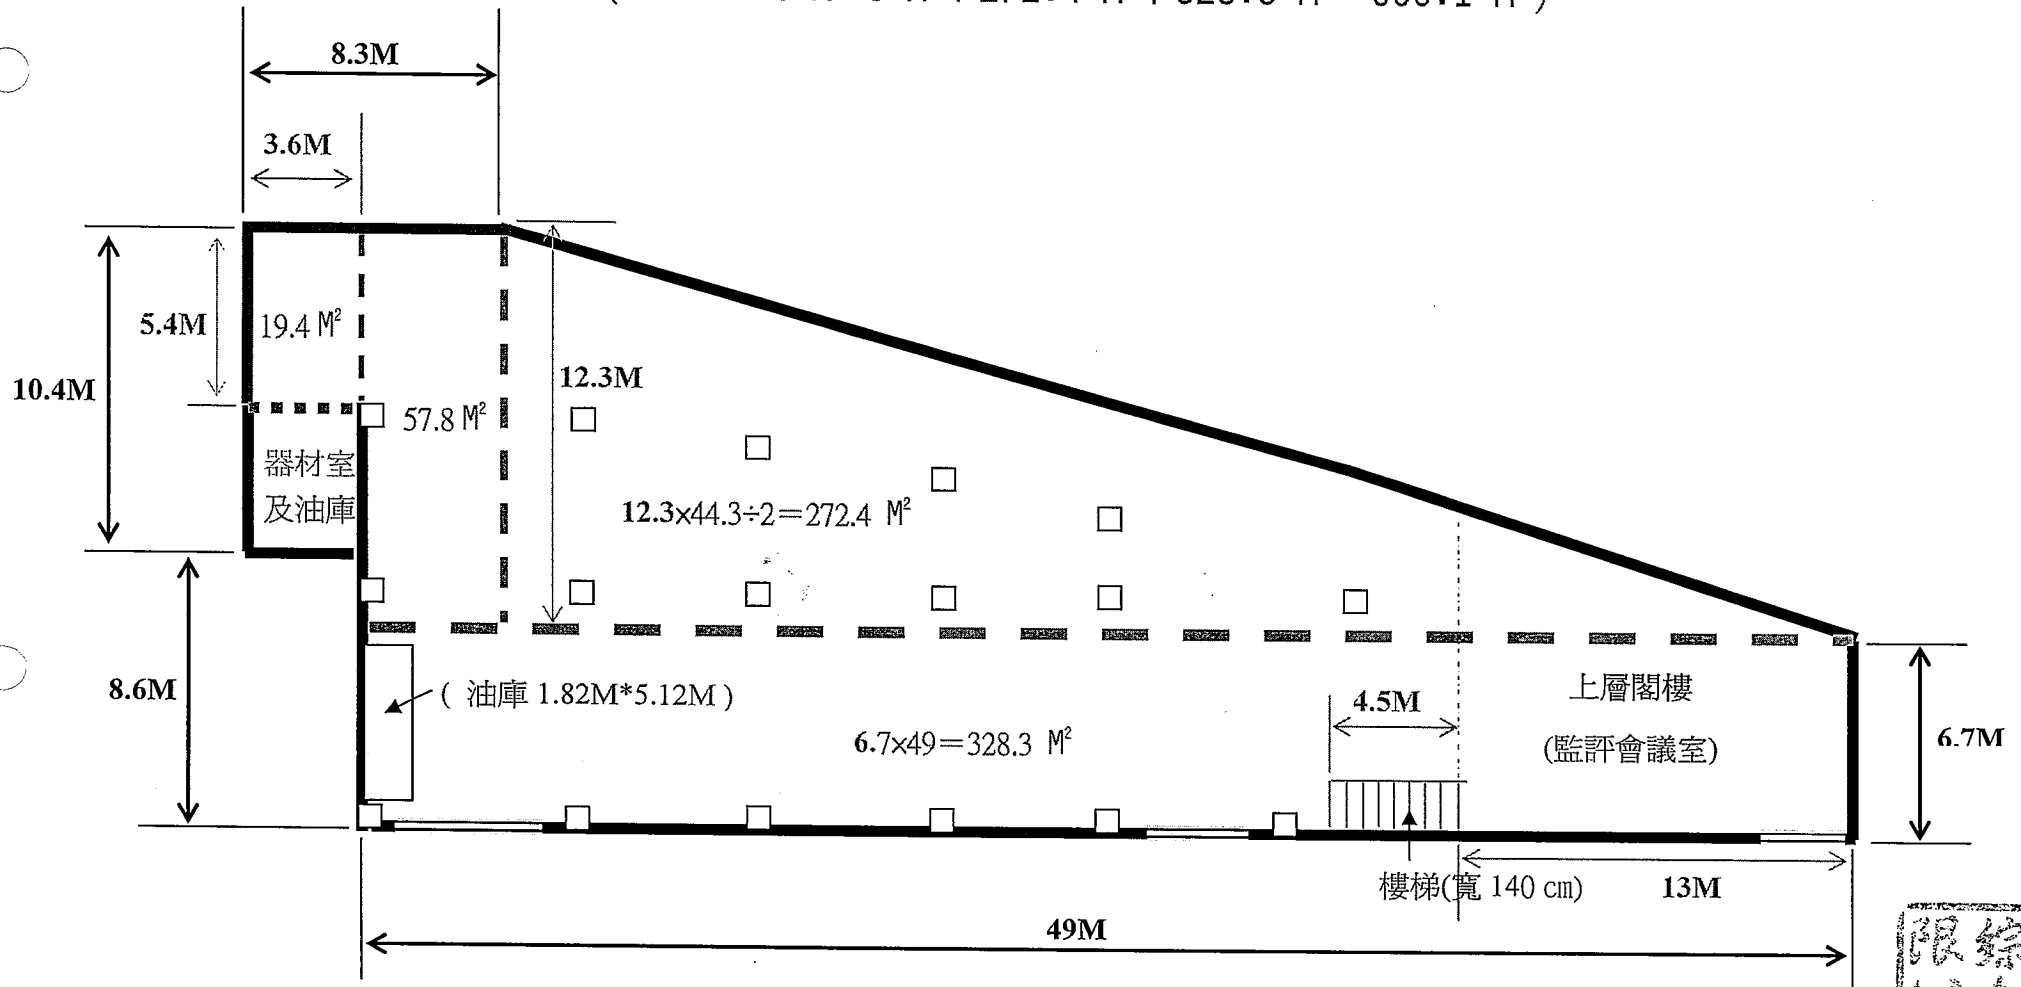 8.3M
3.6M
5.4M
19.4 M²
10.4M
12.3M
57.8 M²
器材室
及油庫
12.3×44.3÷2＝272.4 M²
8.6M
( 油庫 1.82M*5.12M )
6.7×49＝328.3 M²
4.5M
上層閣樓
(監評會議室)
6.7M
樓梯(寬 140 cm)
13M
49M
限綜